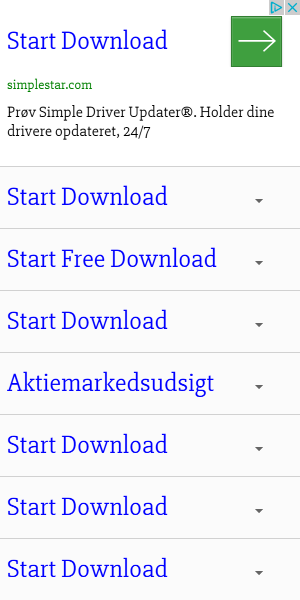 Start Download
simplestar.com
Prøv Simple Driver Updater®. Holder dine
drivere opdateret, 24/7
Start Download
Start Free Download
Start Download
Aktiemarkedsudsigt
Start Download
Start Download
Start Download